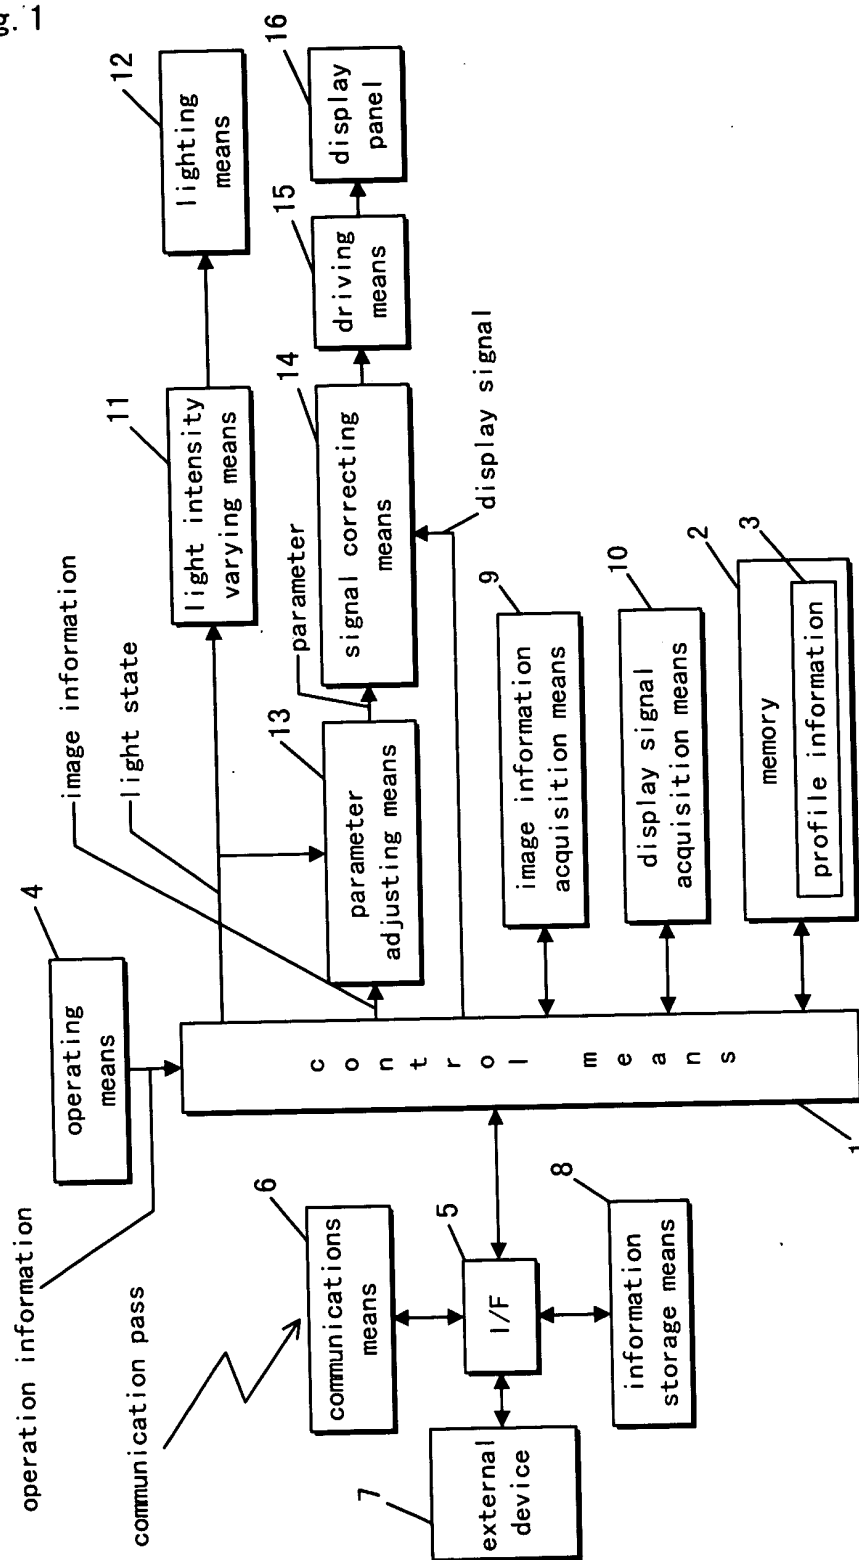 g. 1
operation information
communication pass
4
operating
means
image information
light state
11
light intensity
varying means
12
lighting
means
13
parameter
adjusting means
parameter
14
signal correcting
means
display signal
15
driving
means
16
display
panel
control means
1
6
communications
means
5
I/F
7
external
device
8
information
storage means
9
image information
acquisition means
10
display signal
acquisition means
2
memory
3
profile information